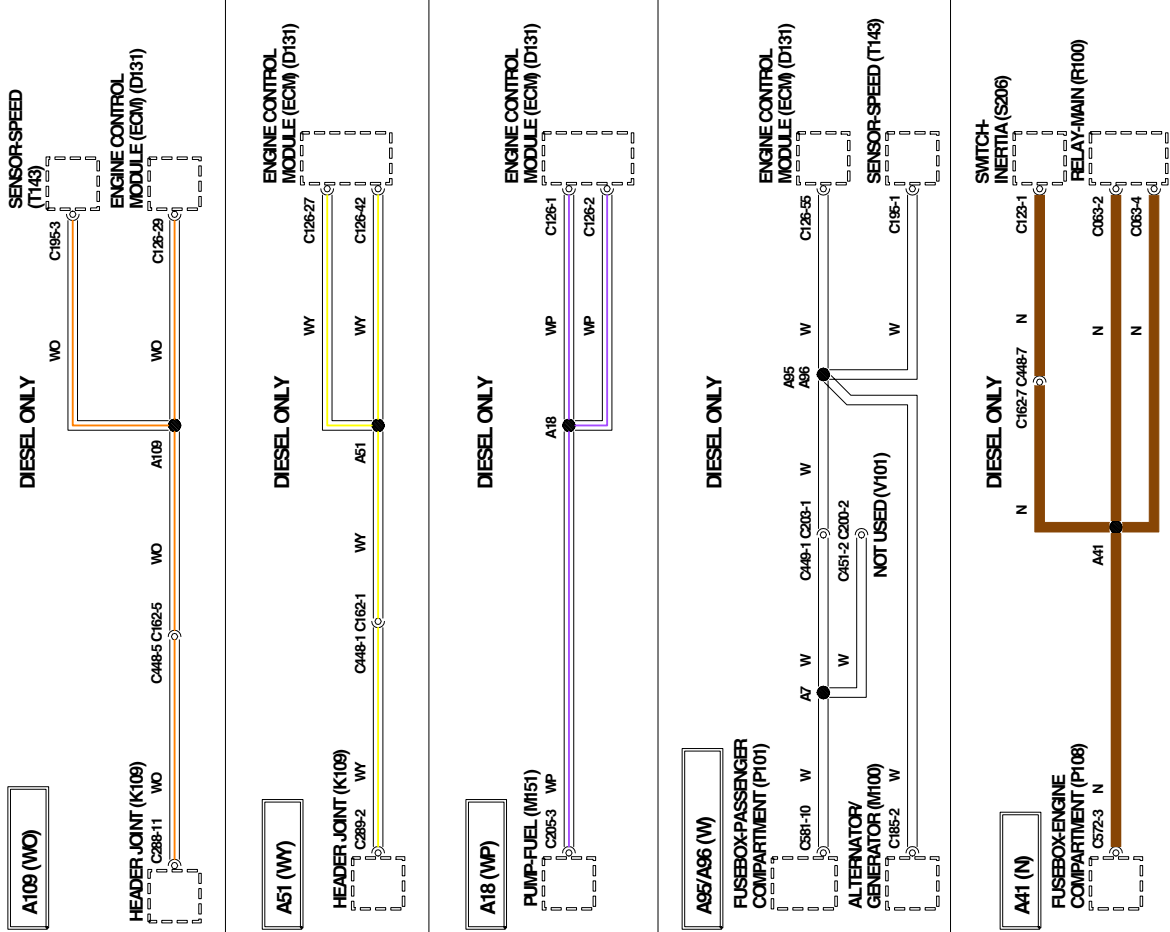 A109 (WO)
DIESEL ONLY
SENSOR-SPEED
(T143)
C195-3
WO
ENGINE CONTROL
MODULE (ECM) (D131)
C126-29
WO
A109
WO
C448-5 C162-5
HEADER JOINT (K109)
C288-11
WO
A51 (WY)
DIESEL ONLY
ENGINE CONTROL
MODULE (ECM) (D131)
C126-27
WY
C126-42
WY
A51
WY
C448-1 C162-1
HEADER JOINT (K109)
C289-2
WY
A18 (WP)
DIESEL ONLY
ENGINE CONTROL
MODULE (ECM) (D131)
C126-1
WP
C126-2
WP
A18
PUMP-FUEL (M151)
C205-3
WP
A95/A96 (W)
DIESEL ONLY
ENGINE CONTROL
MODULE (ECM) (D131)
C126-55
W
SENSOR-SPEED (T143)
C195-1
W
A95
A96
W
C449-1 C203-1
C451-2 C200-2
NOT USED (V101)
W
W
A7
FUSEBOX-PASSENGER
COMPARTMENT (P101)
C581-10
W
ALTERNATOR/
GENERATOR (M100)
C185-2
W
A41 (N)
DIESEL ONLY
SWITCH-
INERTIA (S206)
C123-1
N
C162-7 C448-7
N
RELAY-MAIN (R100)
C063-2
N
C063-4
N
A41
FUSEBOX-ENGINE
COMPARTMENT (P108)
C572-3
N